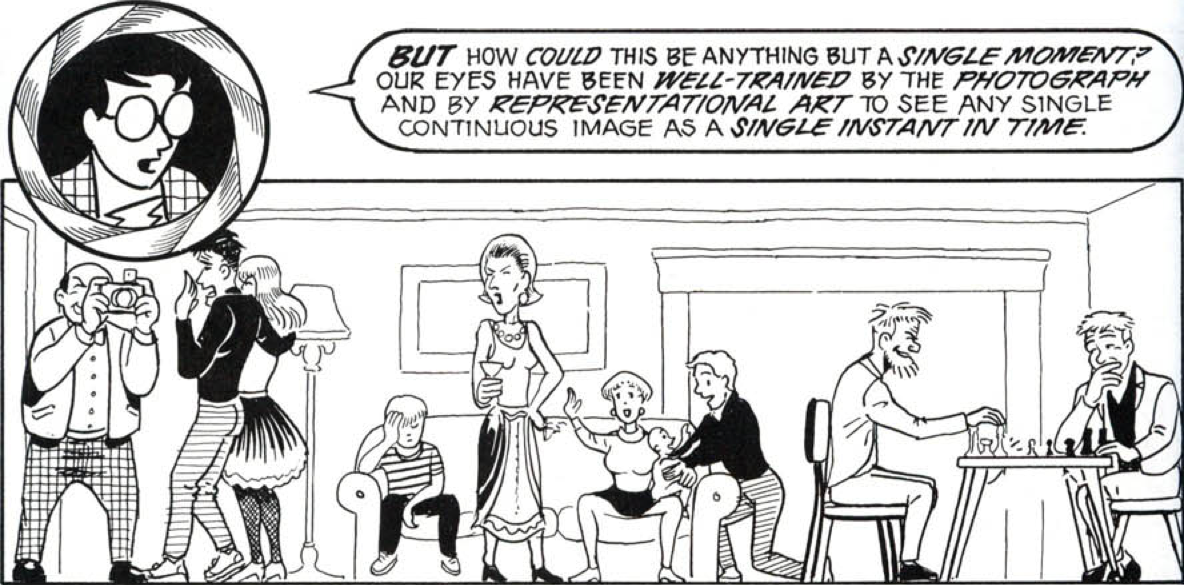 BUT HOW COULD THIS BE ANYTHING BUT A SINGLE MOMENT?
OUR EYES HAVE BEEN WELL-TRAINED BY THE PHOTOGRAPH
AND BY REPRESENTATIONAL ART TO SEE ANY SINGLE
CONTINUOUS IMAGE AS A SINGLE INSTANT IN TIME.